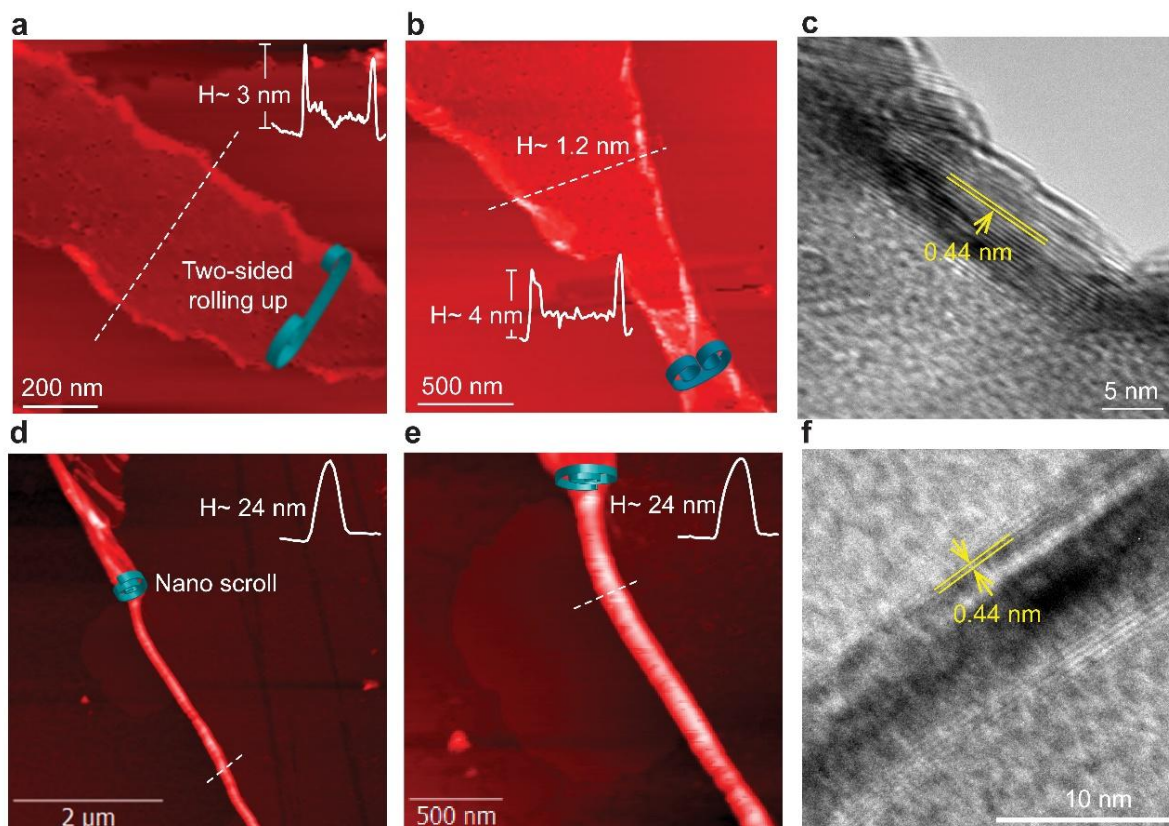 a
H~ 3 nm
Two-sided
rolling up
200 nm
b
H~ 1.2 nm
H~ 4 nm
500 nm
c
0.44 nm
5 nm
d
H~ 24 nm
Nano scroll
2 µm
e
H~ 24 nm
500 nm
f
0.44 nm
10 nm